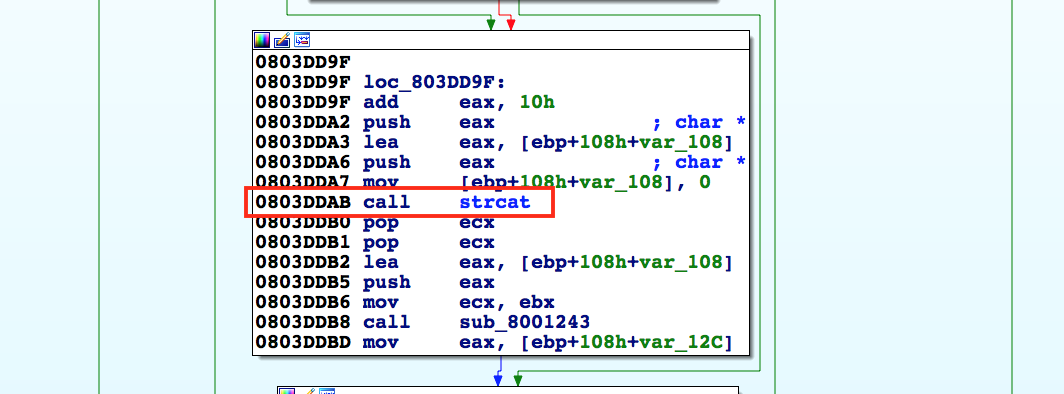 0803DD9F
0803DD9F loc_803DD9F:
0803DD9F add eax, 10h
0803DDA2 push eax ; char *
0803DDA3 lea eax, [ebp+108h+var_108]
0803DDA6 push eax ; char *
0803DDA7 mov [ebp+108h+var_108], 0
0803DDAB call strcat
0803DDB0 pop ecx
0803DDB1 pop ecx
0803DDB2 lea eax, [ebp+108h+var_108]
0803DDB5 push eax
0803DDB6 mov ecx, ebx
0803DDB8 call sub_8001243
0803DDBD mov eax, [ebp+108h+var_12C]